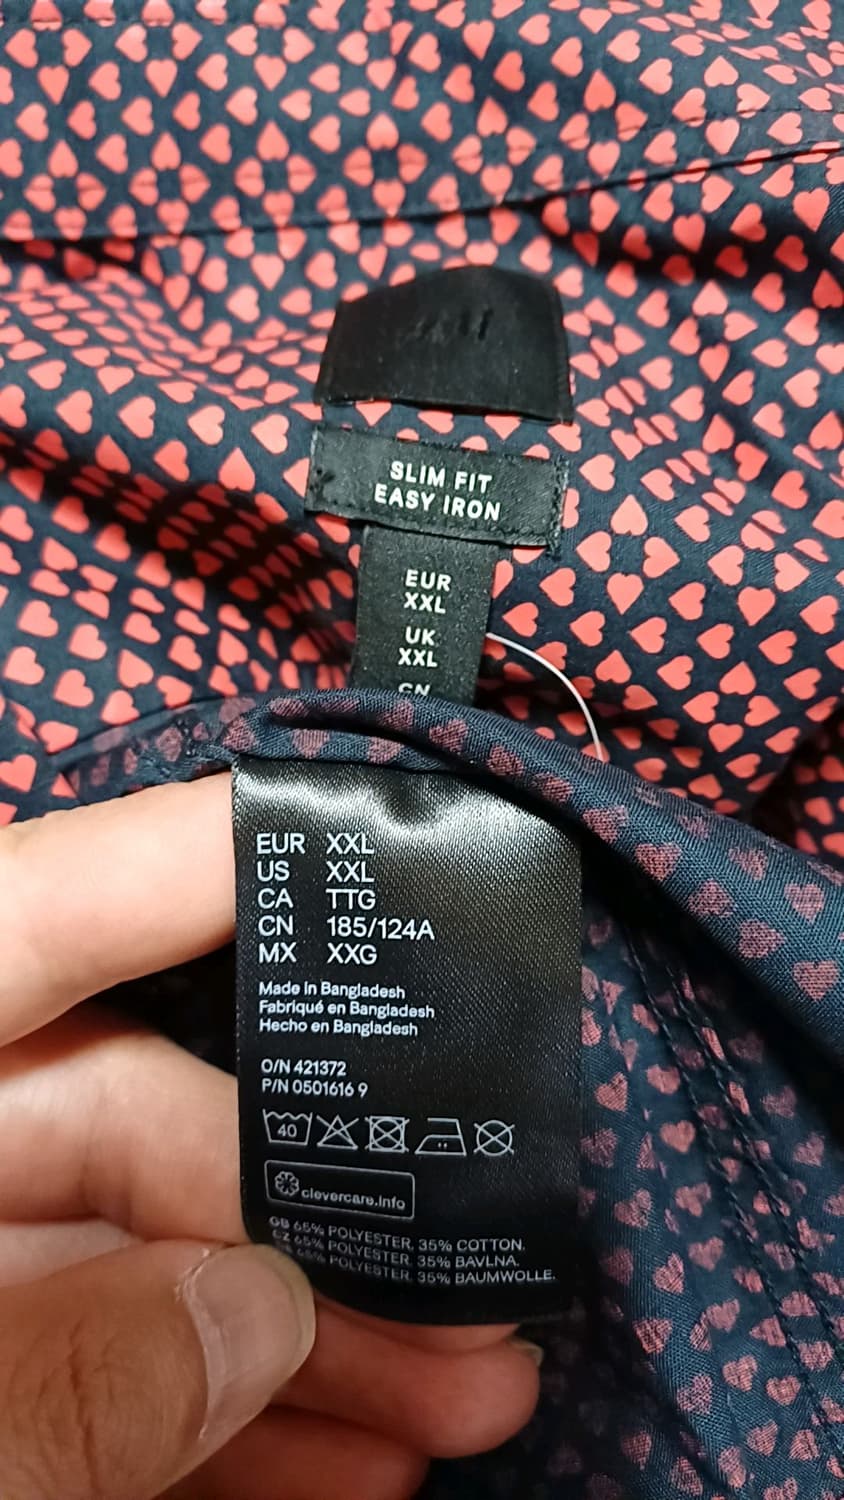 SLIM FIT
EASY IRON
EUR
XXL
UK
XXL
CN
EUR XXL
US XXL
CA TTG
CN 185/124A
MX XXG
Made in Bangladesh
Fabriqué en Bangladesh
Hecho en Bangladesh
O/N 421372
P/N 0501616 9
40
clevercare.info
GB 65% POLYESTER, 35% COTTON.
CZ 65% POLYESTER, 35% BAVLNA.
65% POLYESTER, 35% BAUMWOLLE.